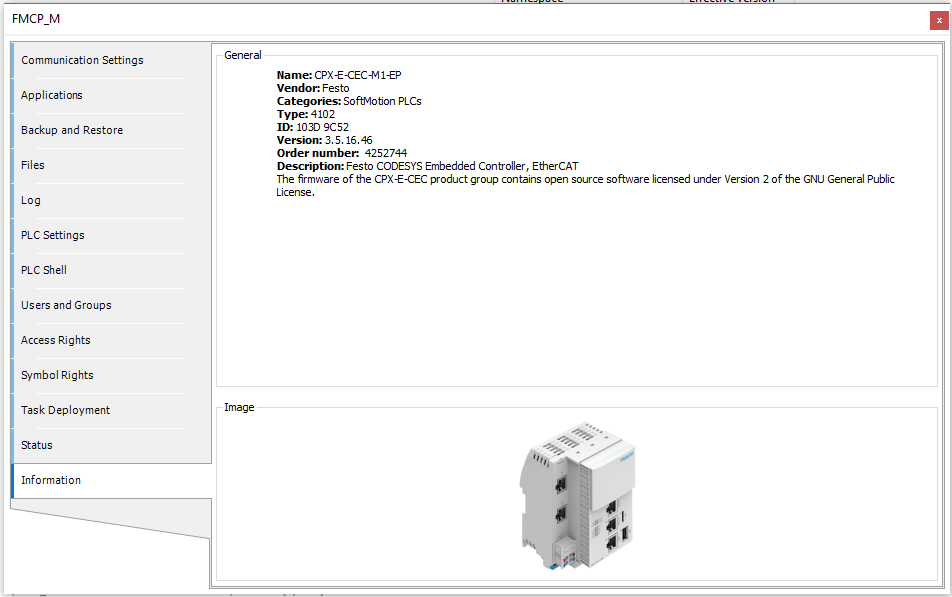 Namespace
Effective version
FMCP_M
x
Communication Settings
Applications
Backup and Restore
Files
Log
PLC Settings
PLC Shell
Users and Groups
Access Rights
Symbol Rights
Task Deployment
Status
Information
General
Name: CPX-E-CEC-M1-EP
Vendor: Festo
Categories: SoftMotion PLCs
Type: 4102
ID: 103D 9C52
Version: 3.5.16.46
Order number: 4252744
Description: Festo CODESYS Embedded Controller, EtherCAT
The firmware of the CPX-E-CEC product group contains open source software licensed under Version 2 of the GNU General Public
License.
Image
FESTO